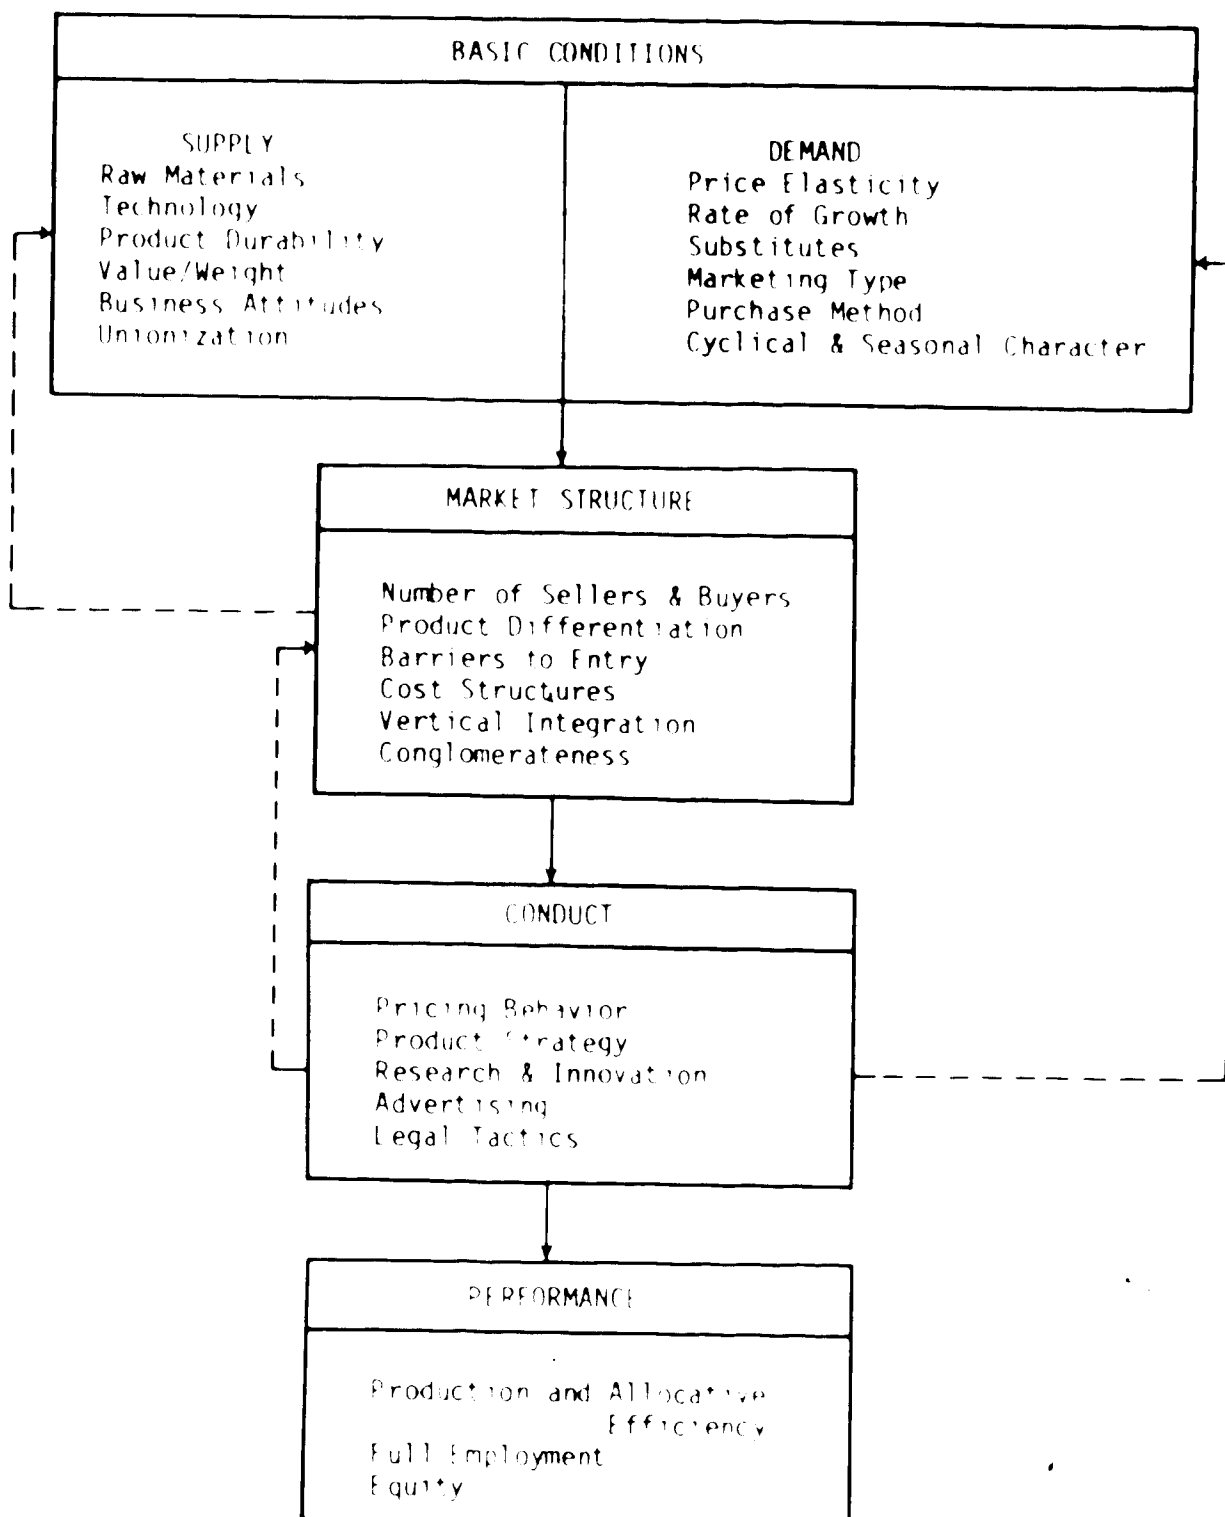 BASIC CONDITIONS
SUPPLY
Raw Materials
Technology
Product Durability
Value/Weight
Business Attitudes
Unionization
DEMAND
Price Elasticity
Rate of Growth
Substitutes
Marketing Type
Purchase Method
Cyclical & Seasonal Character
MARKET STRUCTURE
Number of Sellers & Buyers
Product Differentiation
Barriers to Entry
Cost Structures
Vertical Integration
Conglomerateness
CONDUCT
Pricing Behavior
Product Strategy
Research & Innovation
Advertising
Legal Tactics
PERFORMANCE
Production and Allocative
Efficiency
Full Employment
Equity